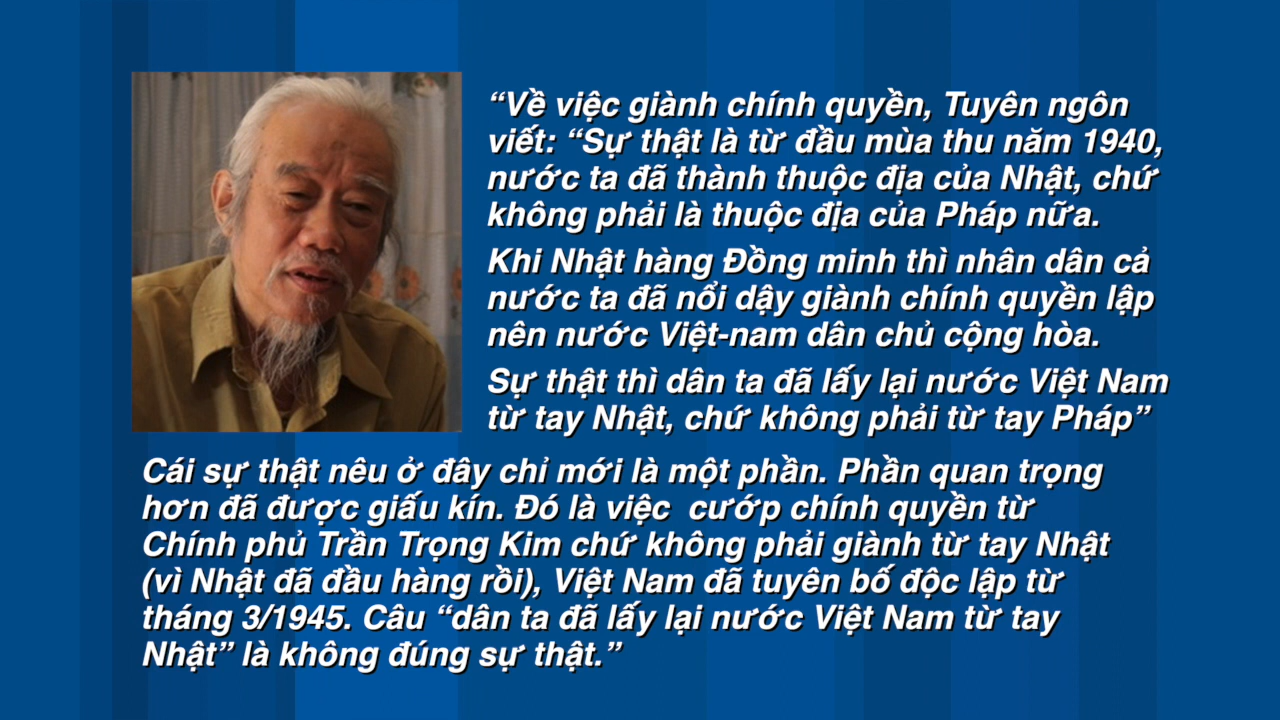 “Về việc giành chính quyền, Tuyên ngôn
viết: “Sự thật là từ đầu mùa thu năm 1940,
nước ta đã thành thuộc địa của Nhật, chứ
không phải là thuộc địa của Pháp nữa.
Khi Nhật hàng Đồng minh thì nhân dân cả
nước ta đã nổi dậy giành chính quyền lập
nên nước Việt-nam dân chủ cộng hòa.
Sự thật thì dân ta đã lấy lại nước Việt Nam
từ tay Nhật, chứ không phải từ tay Pháp”
Cái sự thật nêu ở đây chỉ mới là một phần. Phần quan trọng
hơn đã được giấu kín. Đó là việc  cướp chính quyền từ
Chính phủ Trần Trọng Kim chứ không phải giành từ tay Nhật
(vì Nhật đã đầu hàng rồi), Việt Nam đã tuyên bố độc lập từ
tháng 3/1945. Câu “dân ta đã lấy lại nước Việt Nam từ tay
Nhật” là không đúng sự thật.”